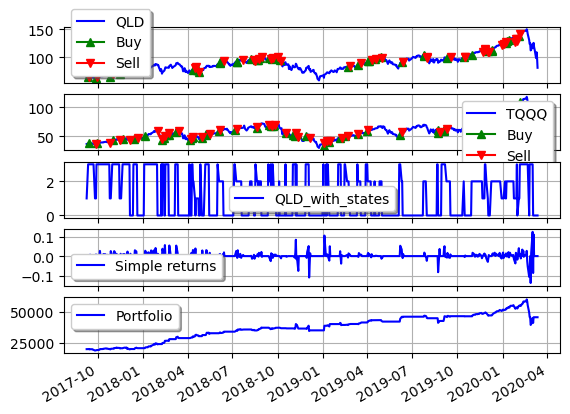 150
100
QLD
Buy
Sell
100
50
TQQQ
Buy
Sell
2
0
QLD_with_states
0.1
0.0
−0.1
Simple returns
50000
25000
Portfolio
2017-10 2018-01 2018-04 2018-07 2018-10 2019-01 2019-04 2019-07 2019-10 2020-01 2020-04